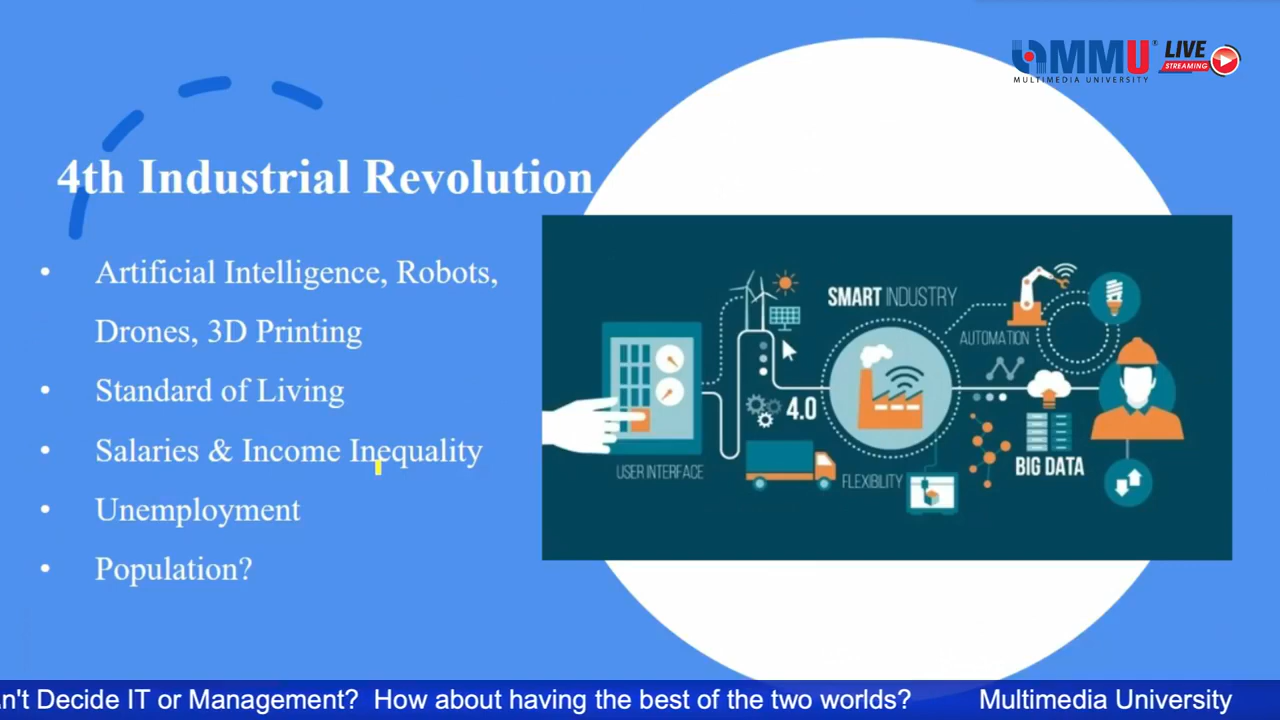 MMU
LIVE
STREAMING
MULTIMEDIA UNIVERSITY
4th Industrial Revolution
• Artificial Intelligence, Robots,
Drones, 3D Printing
• Standard of Living
• Salaries & Income Inequality
• Unemployment
• Population?
SMART INDUSTRY
AUTOMATION
4.0
USER INTERFACE
FLEXIBILITY
BIG DATA
n't Decide IT or Management? How about having the best of the two worlds? Multimedia University